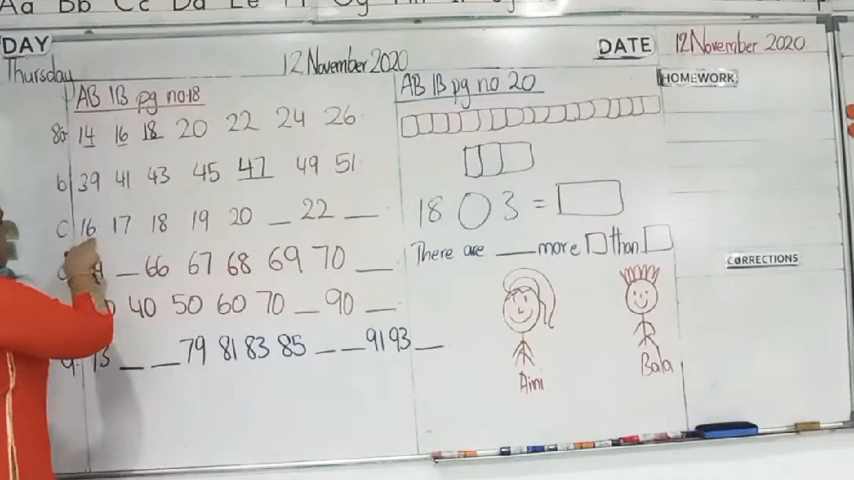 Aa Bb Cc Dd Ee
DAY
Thursday
12 November 2020
DATE
12 November 2020
AB 1B pg no 18
8a 14 16 18 20 22 24 26
b 39 41 43 45 47 49 51
C 16 17 18 19 20 _ 22 _
_ 66 67 68 69 70 _
40 50 60 70 _ 90 _
_ _ 79 81 83 85 _ _ 91 93 _
AB 1B pg no 20
18 ◯ 3 = □
There are ___ more □ than □
Aini
Bala
HOMEWORK
CORRECTIONS